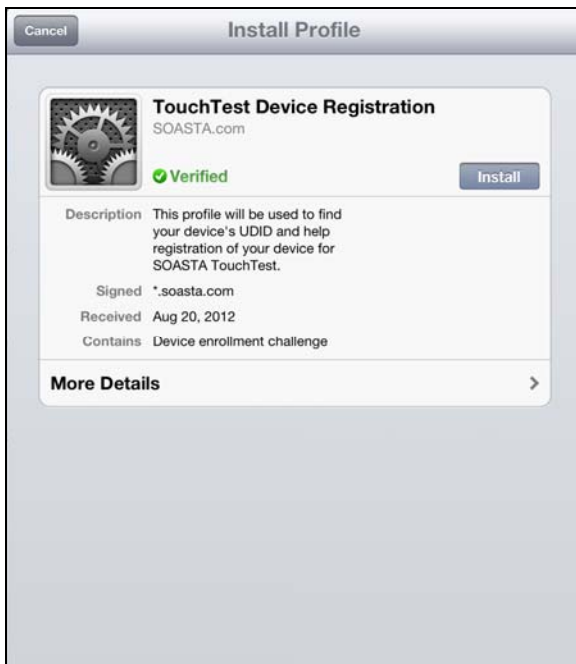 Cancel
Install Profile
TouchTest Device Registration
SOASTA.com
Verified
Install
Description This profile will be used to find
your device's UDID and help
registration of your device for
SOASTA TouchTest.
Signed *.soasta.com
Received Aug 20, 2012
Contains Device enrollment challenge
More Details